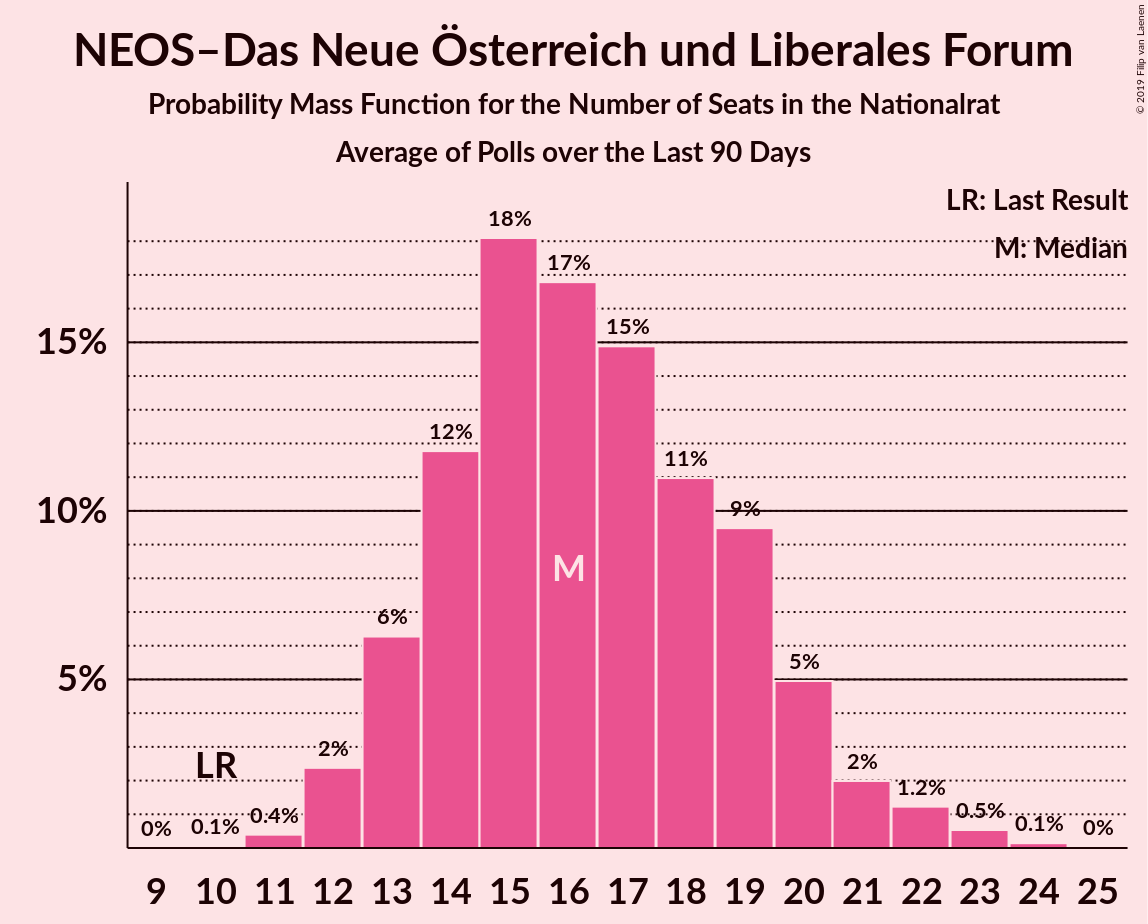 NEOS–Das Neue Österreich und Liberales Forum
Probability Mass Function for the Number of Seats in the Nationalrat
Average of Polls over the Last 90 Days
© 2019 Filip van Laenen
LR: Last Result
M: Median
15%
10%
5%
0%
0.1%
0.4%
2%
6%
12%
18%
17%
15%
11%
9%
5%
2%
1.2%
0.5%
0.1%
0%
LR
M
9 10 11 12 13 14 15 16 17 18 19 20 21 22 23 24 25